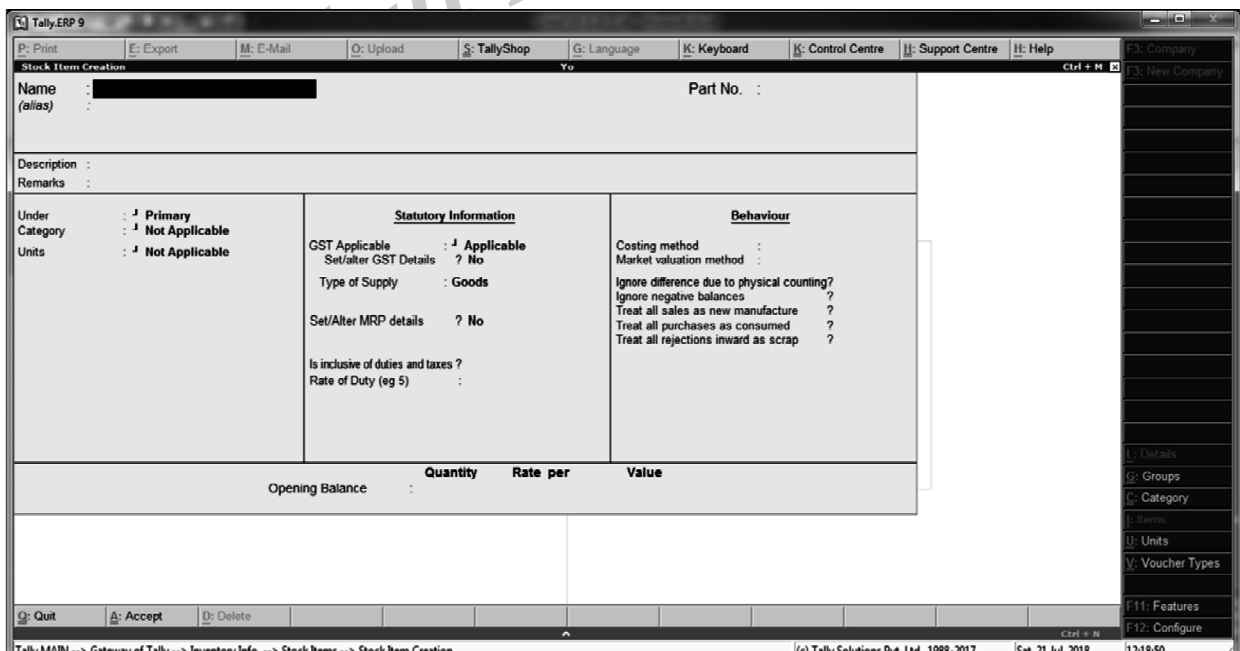 Tally.ERP 9
P: Print E: Export M: E-Mail O: Upload S: TallyShop G: Language K: Keyboard K: Control Centre H: Support Centre H: Help F3: Company
Stock Item Creation Yo Ctrl + M F3: New Company
Name : Part No. :
(alias) :
Description :
Remarks :
Under : Primary
Category : Not Applicable
Units : Not Applicable
Statutory Information
GST Applicable : Applicable
Set/alter GST Details ? No
Type of Supply : Goods
Set/Alter MRP details ? No
Is inclusive of duties and taxes ?
Rate of Duty (eg 5) :
Behaviour
Costing method :
Market valuation method :
Ignore difference due to physical counting?
Ignore negative balances ?
Treat all sales as new manufacture ?
Treat all purchases as consumed ?
Treat all rejections inward as scrap ?
Quantity Rate per Value
Opening Balance :
L: Details
G: Groups
C: Category
I: Items
U: Units
V: Voucher Types
F11: Features
F12: Configure
Q: Quit A: Accept D: Delete
Ctrl + N
Tally MAIN --> Gateway of Tally --> Inventory Info. --> Stock Items --> Stock Item Creation (c) Tally Solutions Pvt. Ltd., 1988-2017 Sat, 21 Jul, 2018 12:18:50